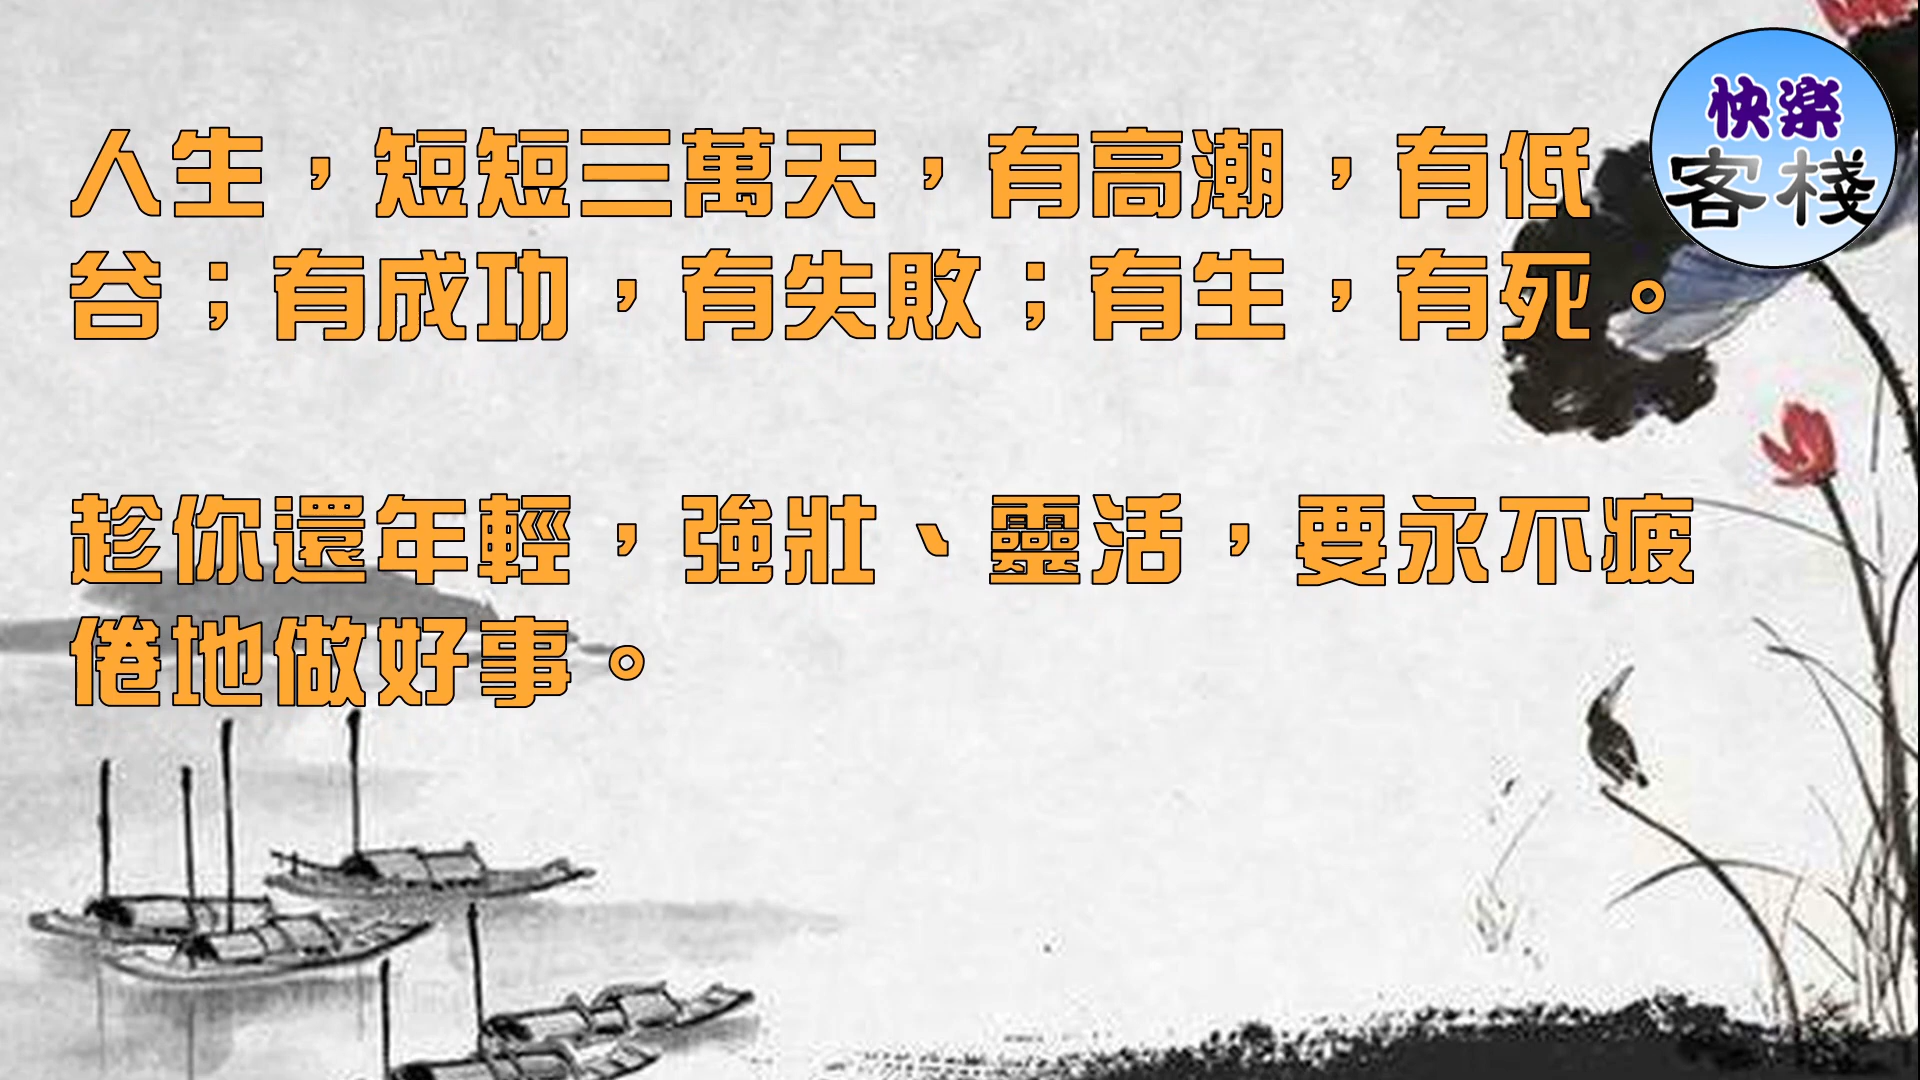 人生，短短三萬天，有高潮，有低
谷；有成功，有失敗；有生，有死。
趁你還年輕，強壯、靈活，要永不疲
倦地做好事。
快樂
客棧